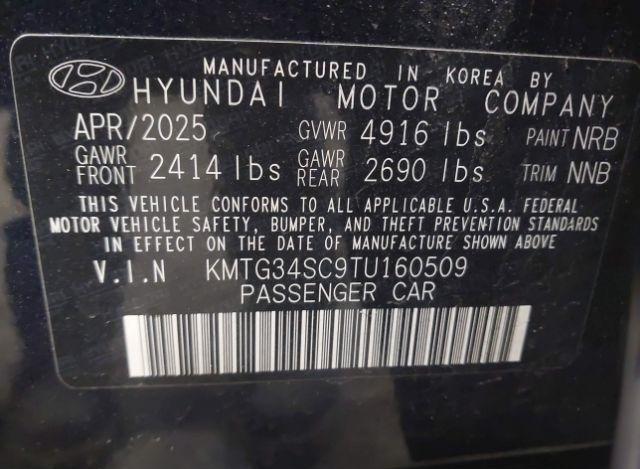 MANUFACTURED IN KOREA BY
HYUNDAI MOTOR COMPANY
APR/2025 GVWR 4916 lbs PAINT NRB
GAWR FRONT 2414 lbs GAWR REAR 2690 lbs TRIM NNB
THIS VEHICLE CONFORMS TO ALL APPLICABLE U.S.A. FEDERAL
MOTOR VEHICLE SAFETY, BUMPER, AND THEFT PREVENTION STANDARDS
IN EFFECT ON THE DATE OF MANUFACTURE SHOWN ABOVE
V.I.N KMTG34SC9TU160509
PASSENGER CAR